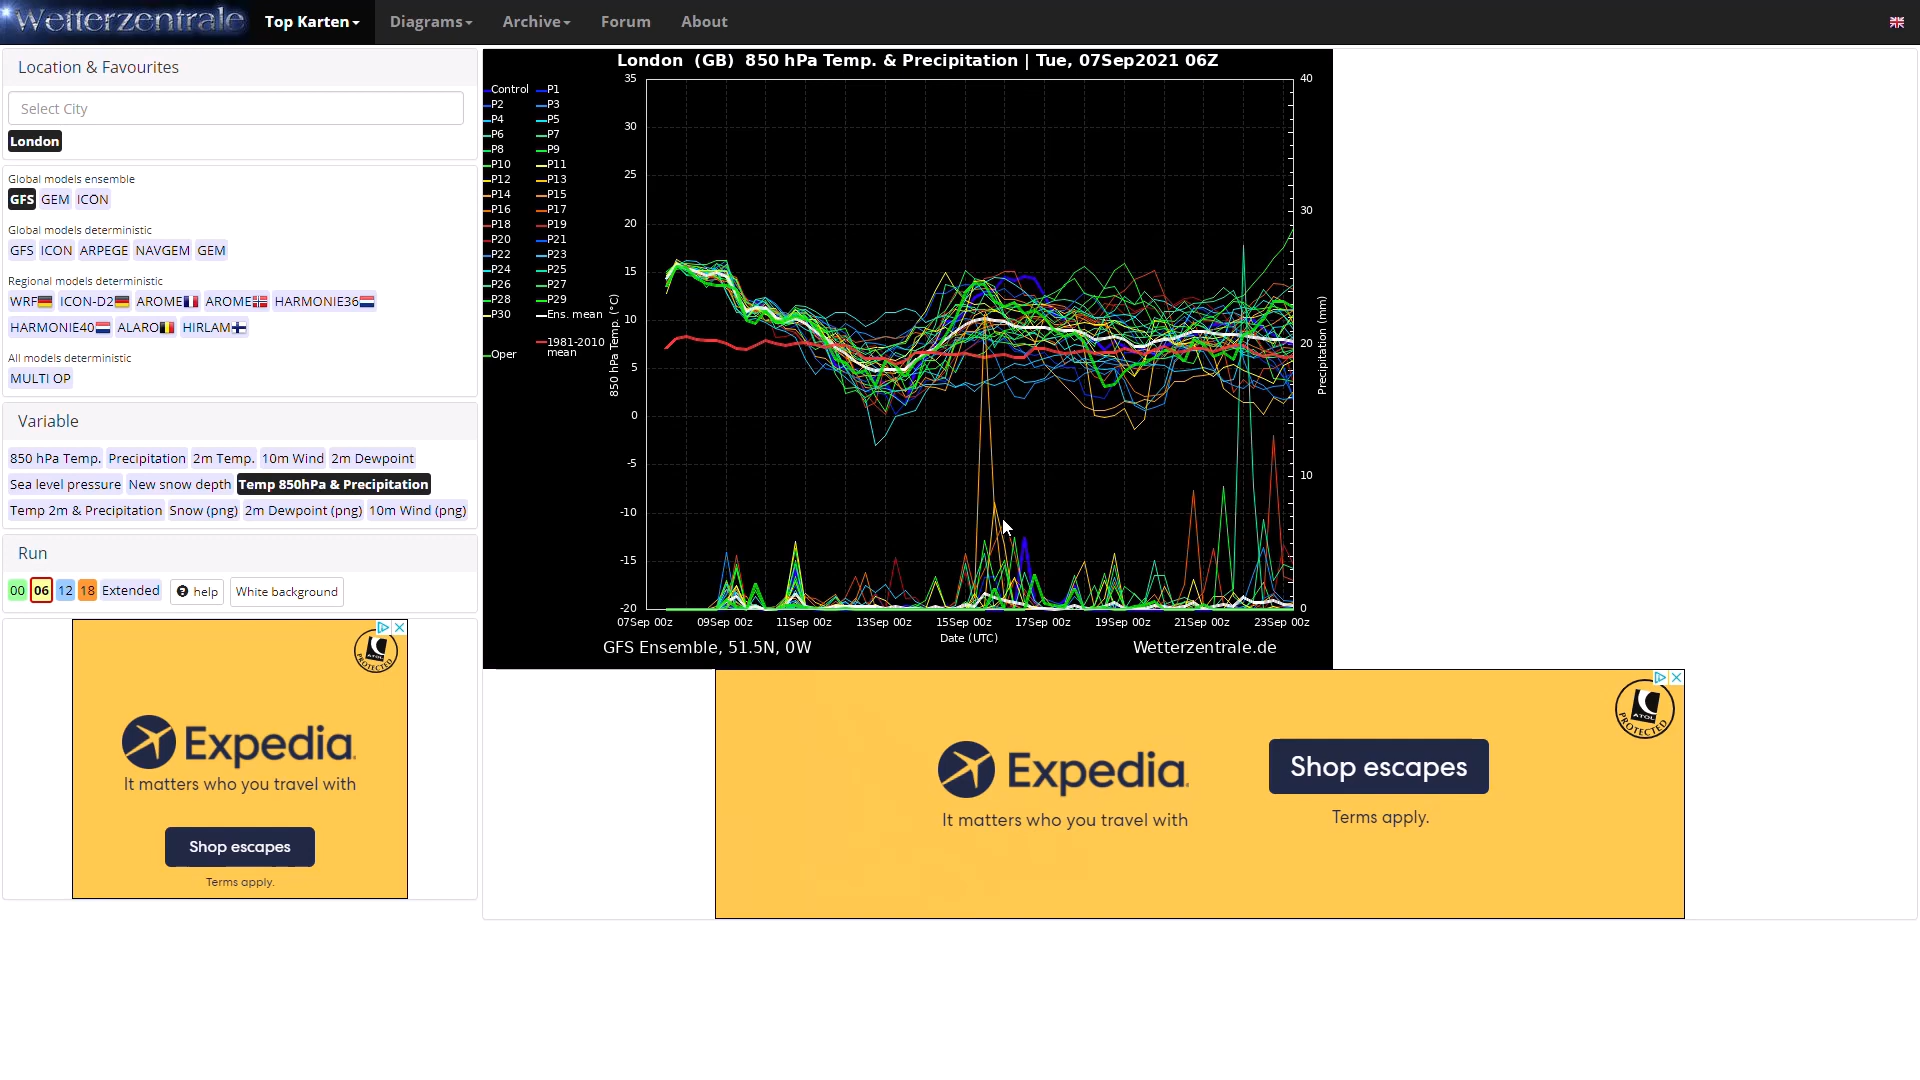 Wetterzentrale
Top Karten
Diagrams
Archive
Forum
About
Location & Favourites
Select City
London
Global models ensemble
GFS GEM ICON
Global models deterministic
GFS ICON ARPEGE NAVGEM GEM
Regional models deterministic
WRF ICON-D2 AROME AROME HARMONIE36
HARMONIE40 ALARO HIRLAM
All models deterministic
MULTI OP
Variable
850 hPa Temp. Precipitation 2m Temp. 10m Wind 2m Dewpoint
Sea level pressure New snow depth Temp 850hPa & Precipitation
Temp 2m & Precipitation Snow (png) 2m Dewpoint (png) 10m Wind (png)
Run
00 06 12 18 Extended help White background
Expedia
It matters who you travel with
Shop escapes
Terms apply.
ATOL
PROTECTED
London (GB) 850 hPa Temp. & Precipitation | Tue, 07Sep2021 06Z
Control P1
P2 P3
P4 P5
P6 P7
P8 P9
P10 P11
P12 P13
P14 P15
P16 P17
P18 P19
P20 P21
P22 P23
P24 P25
P26 P27
P28 P29
P30 Ens. mean
1981-2010
mean
Oper
850 hPa Temp. (°C)
35
30
25
20
15
10
5
0
-5
-10
-15
-20
40
30
20
10
0
Precipitation (mm)
07Sep 00z 09Sep 00z 11Sep 00z 13Sep 00z 15Sep 00z 17Sep 00z 19Sep 00z 21Sep 00z 23Sep 00z
Date (UTC)
GFS Ensemble, 51.5N, 0W
Wetterzentrale.de
Expedia
It matters who you travel with
Shop escapes
Terms apply.
ATOL
PROTECTED